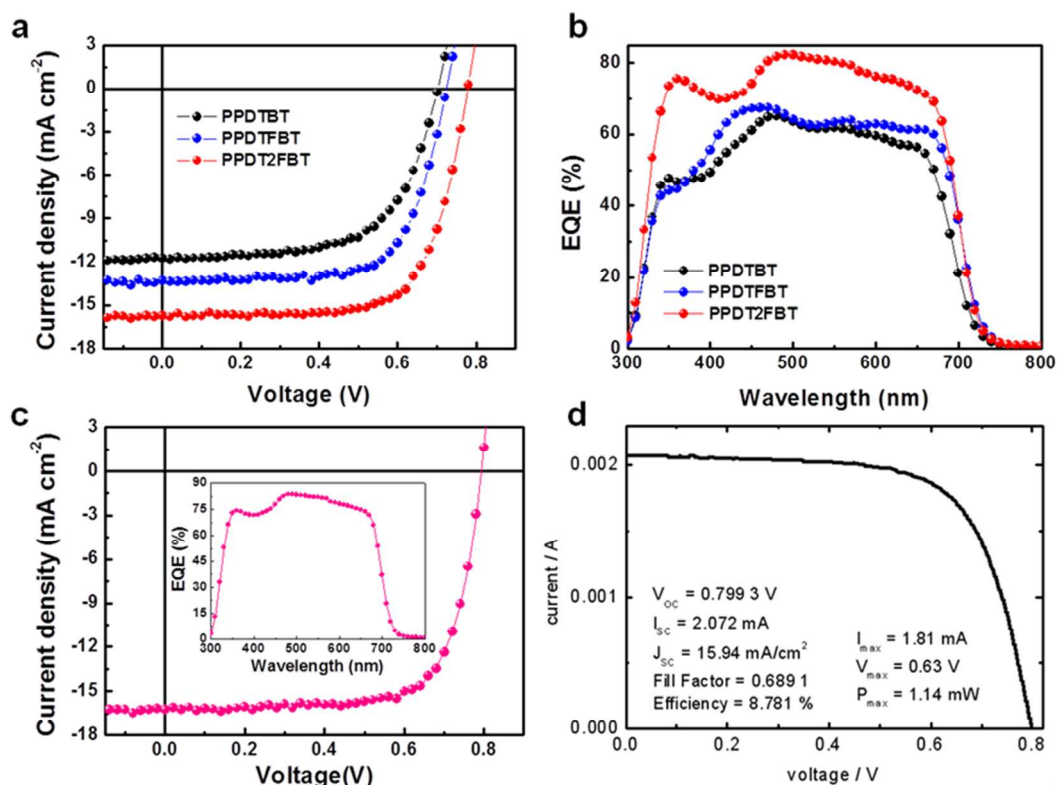 a
3
0
-3
-6
-9
-12
-15
-18
Current density (mA cm⁻²)
PPDTBT
PPDTFBT
PPDT2FBT
0.0 0.2 0.4 0.6 0.8
Voltage (V)
b
80
60
40
20
0
EQE (%)
PPDTBT
PPDTFBT
PPDT2FBT
300 400 500 600 700 800
Wavelength (nm)
c
3
0
-3
-6
-9
-12
-15
-18
Current density (mA cm⁻²)
90
75
60
45
30
15
0
EQE (%)
300 400 500 600 700 800
Wavelength (nm)
0.0 0.2 0.4 0.6 0.8
Voltage(V)
d
0.002
0.001
0.000
current / A
V_OC = 0.799 3 V
I_SC = 2.072 mA
J_SC = 15.94 mA/cm²
Fill Factor = 0.689 1
Efficiency = 8.781 %
I_max = 1.81 mA
V_max = 0.63 V
P_max = 1.14 mW
0.0 0.2 0.4 0.6 0.8
voltage / V